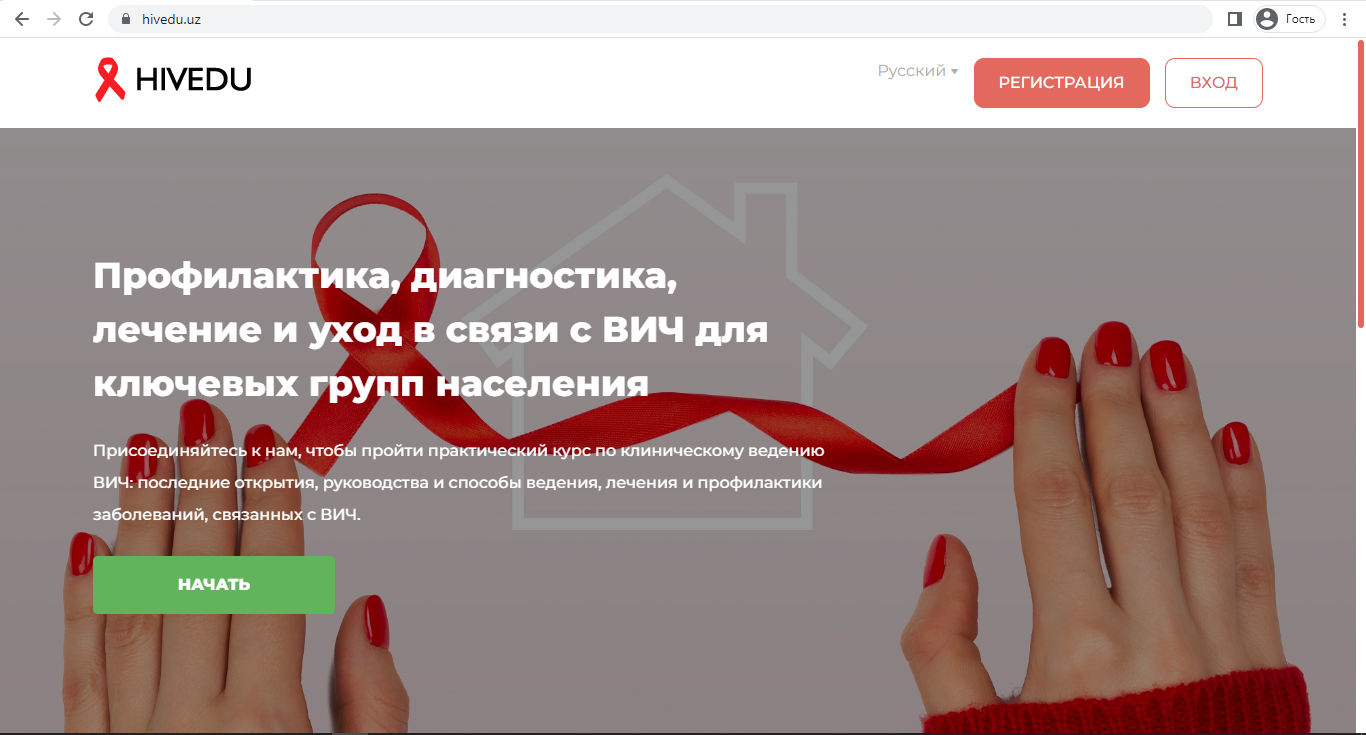 hivedu.uz
Гость
HIVEDU
Русский
РЕГИСТРАЦИЯ
ВХОД
Профилактика, диагностика,
лечение и уход в связи с ВИЧ для
ключевых групп населения
Присоединяйтесь к нам, чтобы пройти практический курс по клиническому ведению
ВИЧ: последние открытия, руководства и способы ведения, лечения и профилактики
заболеваний, связанных с ВИЧ.
НАЧАТЬ